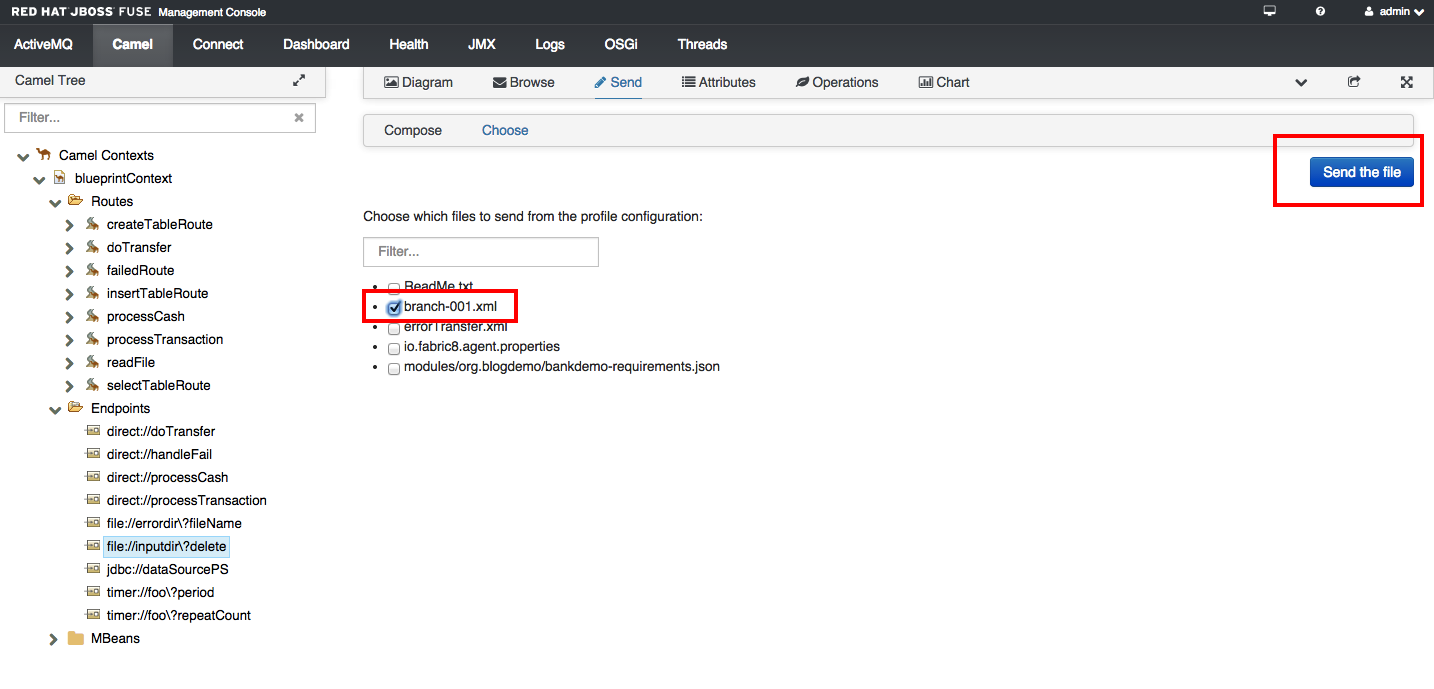 RED HAT JBOSS FUSE Management Console
admin
ActiveMQ Camel Connect Dashboard Health JMX Logs OSGi Threads
Camel Tree
Filter...
Camel Contexts
blueprintContext
Routes
createTableRoute
doTransfer
failedRoute
insertTableRoute
processCash
processTransaction
readFile
selectTableRoute
Endpoints
direct://doTransfer
direct://handleFail
direct://processCash
direct://processTransaction
file://errordir\?fileName
file://inputdir\?delete
jdbc://dataSourcePS
timer://foo\?period
timer://foo\?repeatCount
MBeans
Diagram Browse Send Attributes Operations Chart
Compose Choose
Send the file
Choose which files to send from the profile configuration:
Filter...
ReadMe.txt
branch-001.xml
errorTransfer.xml
io.fabric8.agent.properties
modules/org.blogdemo/bankdemo-requirements.json